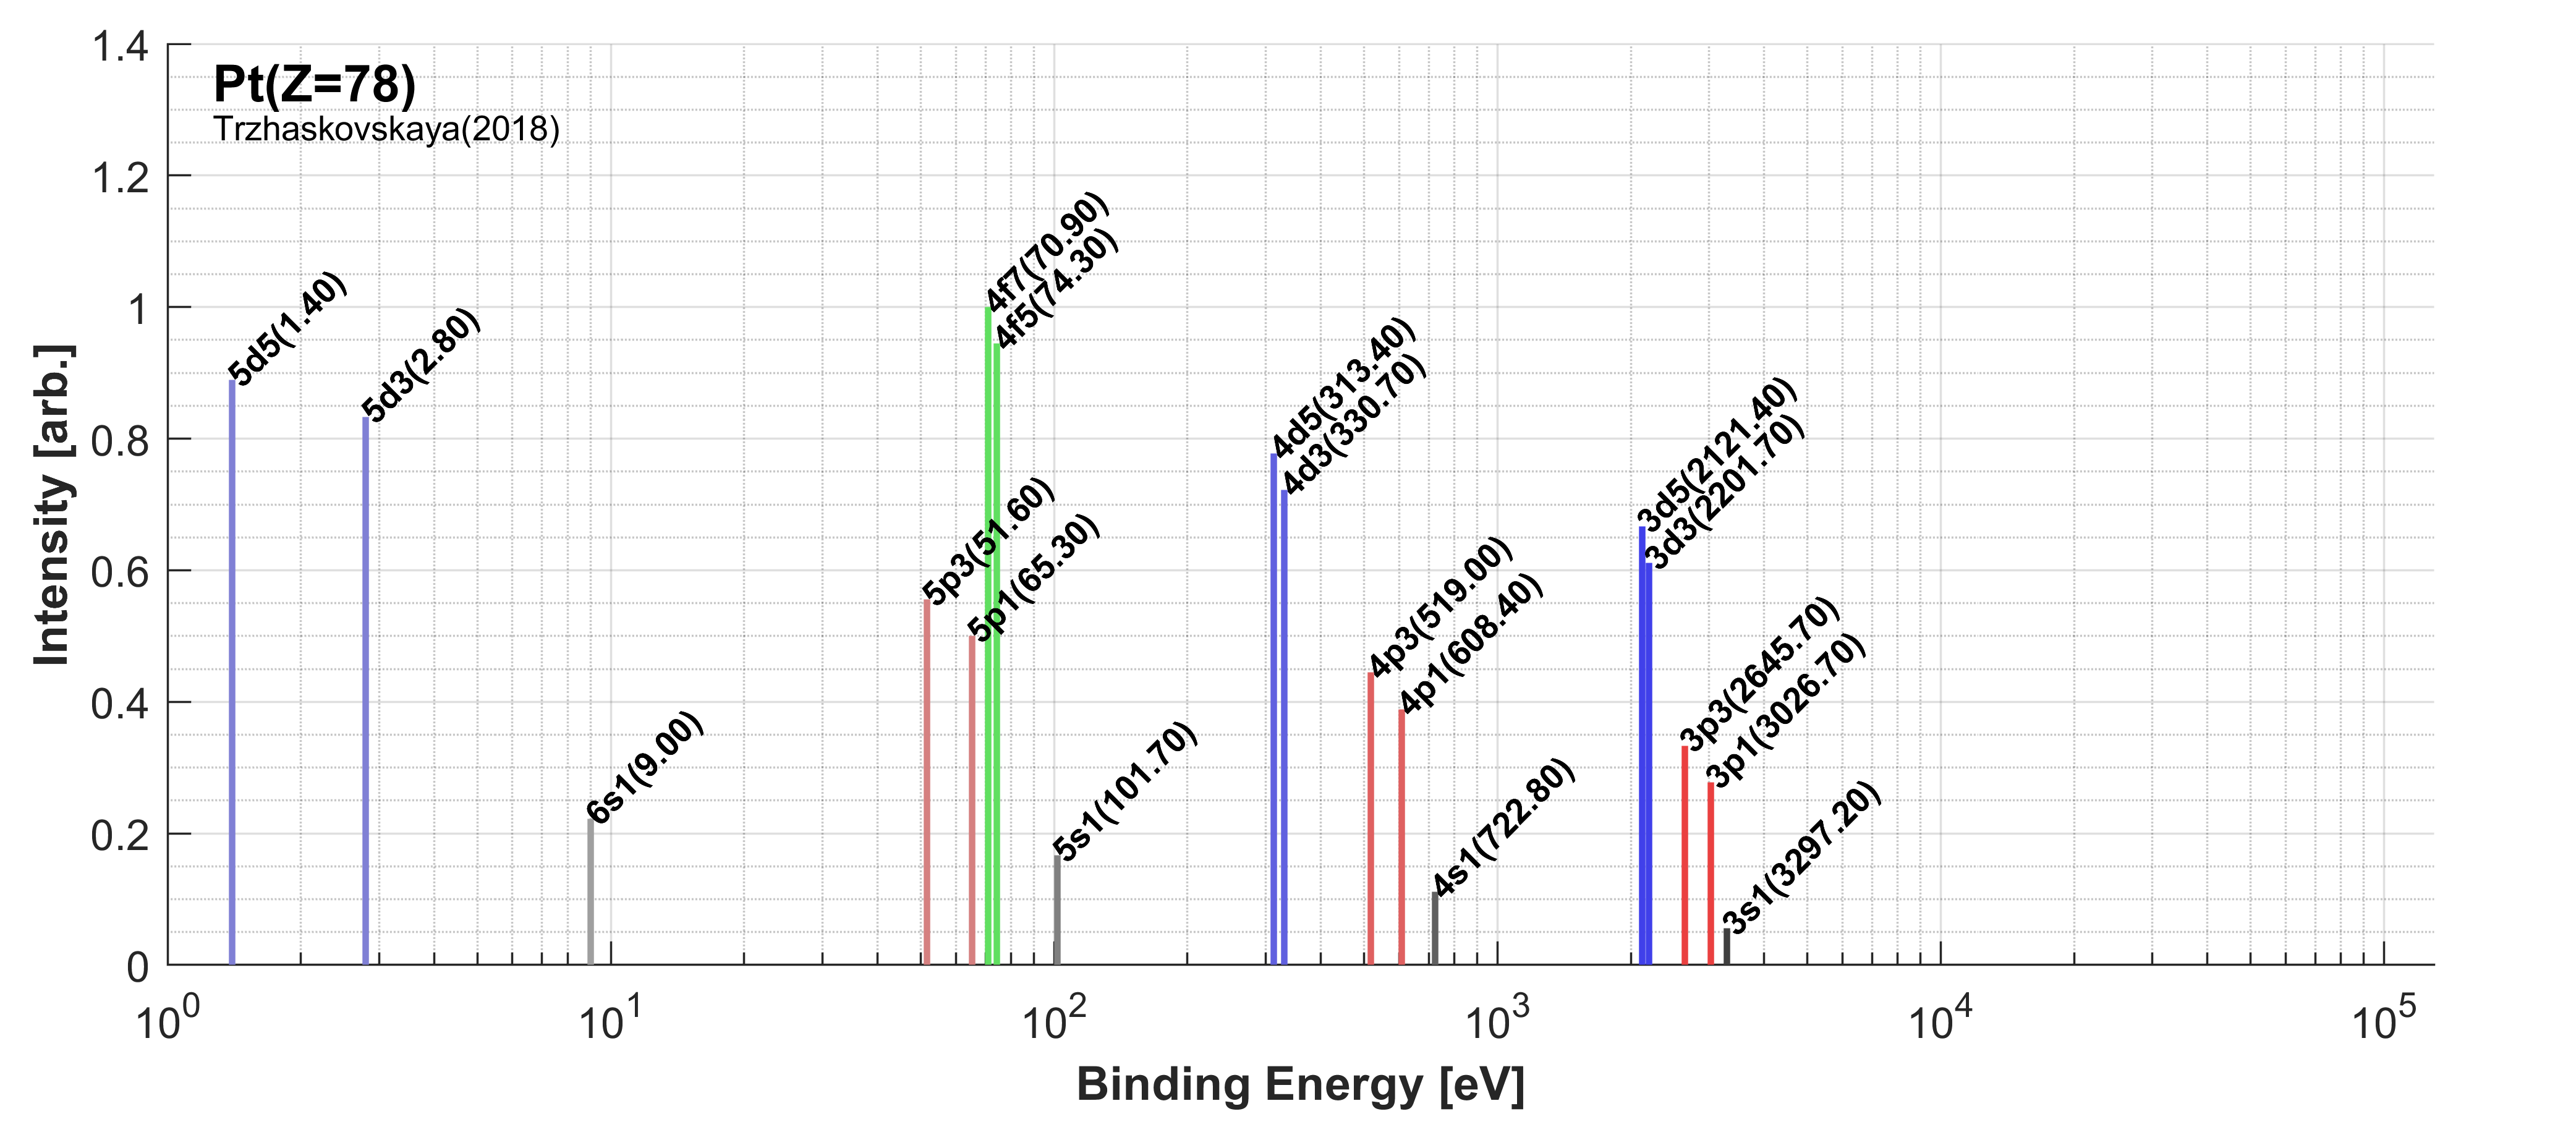 Pt(Z=78)
Trzhaskovskaya(2018)
Intensity [arb.]
1.4
1.2
1
0.8
0.6
0.4
0.2
0
5d5(1.40)
5d3(2.80)
6s1(9.00)
5p3(51.60)
5p1(65.30)
4f7(70.90)
4f5(74.30)
5s1(101.70)
4d5(313.40)
4d3(330.70)
4p3(519.00)
4p1(608.40)
4s1(722.80)
3d5(2121.40)
3d3(2201.70)
3p3(2645.70)
3p1(3026.70)
3s1(3297.20)
10^0 10^1 10^2 10^3 10^4 10^5
Binding Energy [eV]